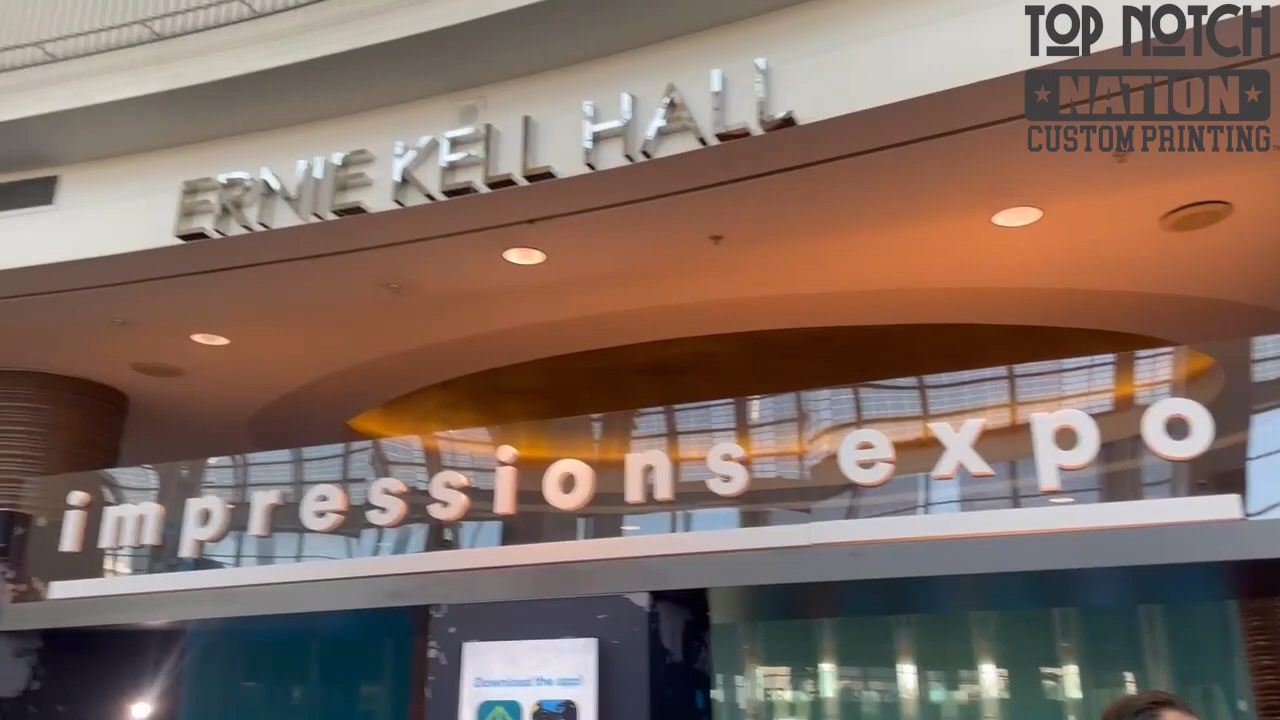 TOP NOTCH
NATION
CUSTOM PRINTING
ERNIE KELL HALL
impressions expo
Download the app!